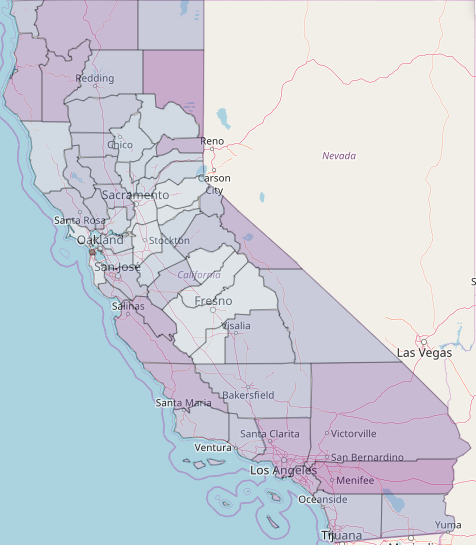 Redding
Chico
Reno
Nevada
Carson
City
Sacramento
Santa Rosa
Oakland
Stockton
San Jose
California
Fresno
Salinas
Visalia
Las Vegas
Bakersfield
Santa Maria
Santa Clarita
Victorville
Ventura
San Bernardino
Los Angeles
Menifee
Oceanside
Yuma
Tijuana